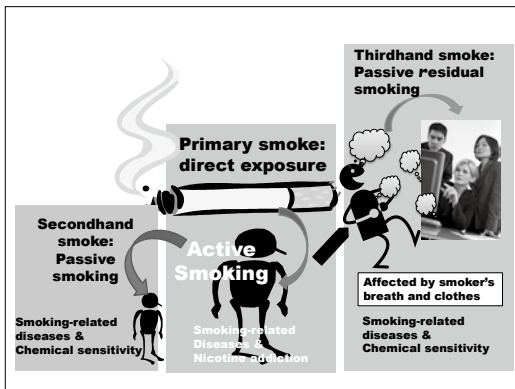 Thirdhand smoke:
Passive residual
smoking
Primary smoke:
direct exposure
Secondhand
smoke:
Passive
smoking
Active
Smoking
Affected by smoker's
breath and clothes
Smoking-related
diseases &
Chemical sensitivity
Smoking-related
Diseases &
Nicotine addiction
Smoking-related
diseases &
Chemical sensitivity